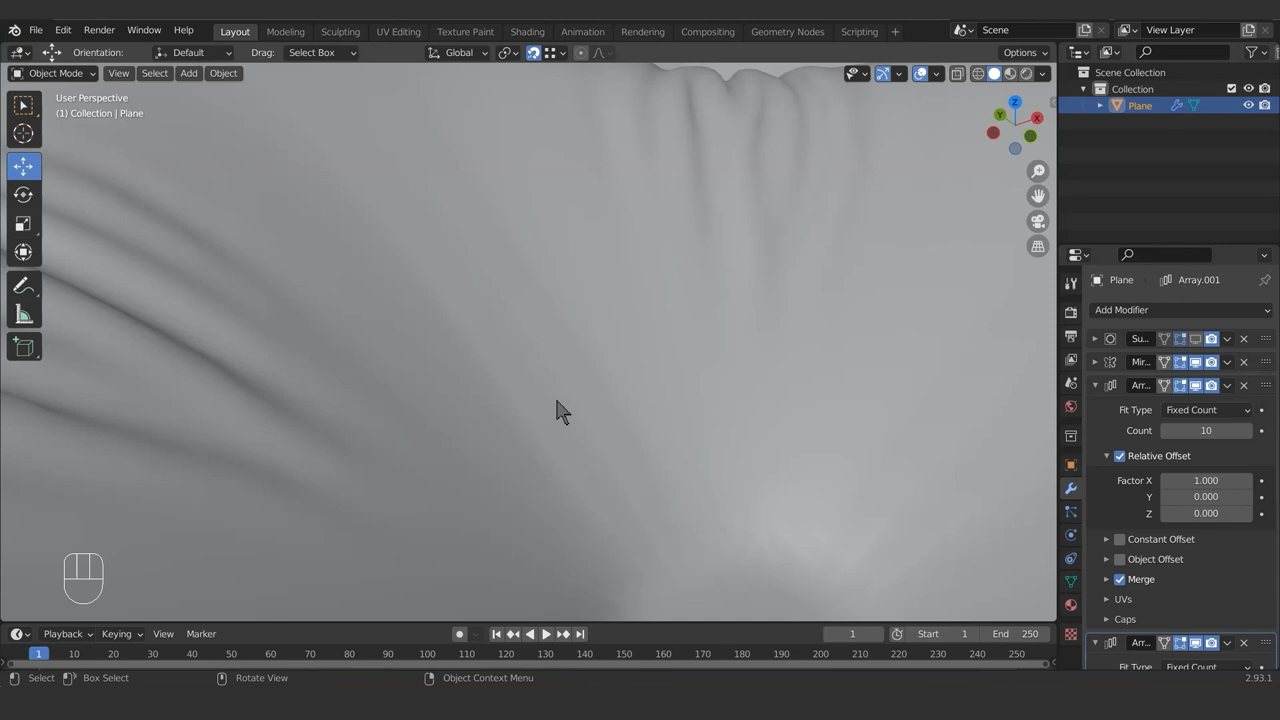 File Edit Render Window Help Layout Modeling Sculpting UV Editing Texture Paint Shading Animation Rendering Compositing Geometry Nodes Scripting + Scene View Layer
Orientation: Default Drag: Select Box Global Options
Object Mode View Select Add Object
Scene Collection
Collection
Plane
User Perspective
(1) Collection | Plane
Z
Y
X
Plane Array.001
Add Modifier
Su...
Mir...
Arr...
Fit Type Fixed Count
Count 10
Relative Offset
Factor X 1.000
Y 0.000
Z 0.000
Constant Offset
Object Offset
Merge
UVs
Caps
Arr...
Fit Type Fixed Count
Playback Keying View Marker 1 Start 1 End 250
1 10 20 30 40 50 60 70 80 90 100 110 120 130 140 150 160 170 180 190 200 210 220 230 240 250
Select Box Select Rotate View Object Context Menu 2.93.1